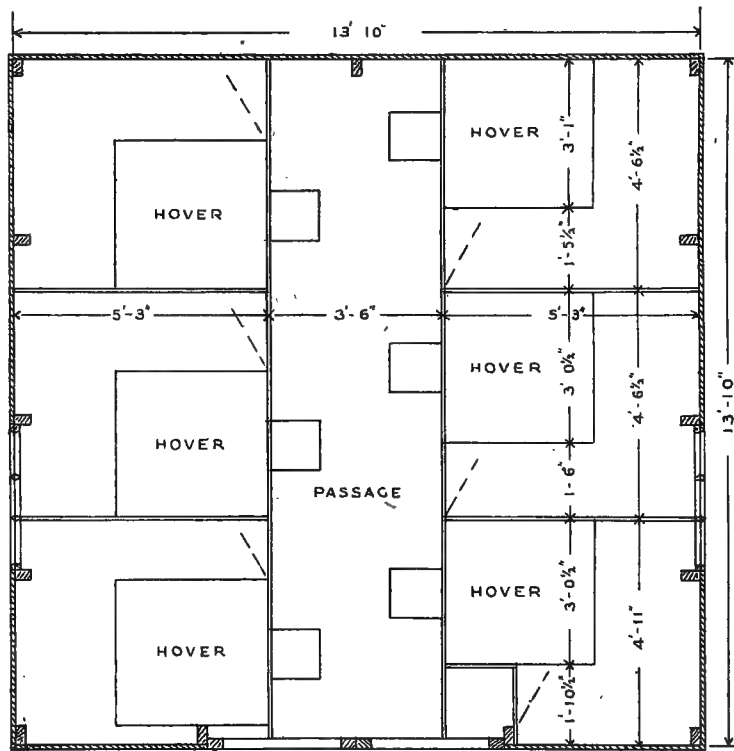 13' 10"
HOVER
3'-1"
4'-6½"
HOVER
1'-5½"
5'-3"
3'-6"
5'-3"
HOVER
3' 0½"
4'-6½"
13'-10"
HOVER
1'-6"
PASSAGE
HOVER
3'-0½"
4'-11"
HOVER
1'-10½"